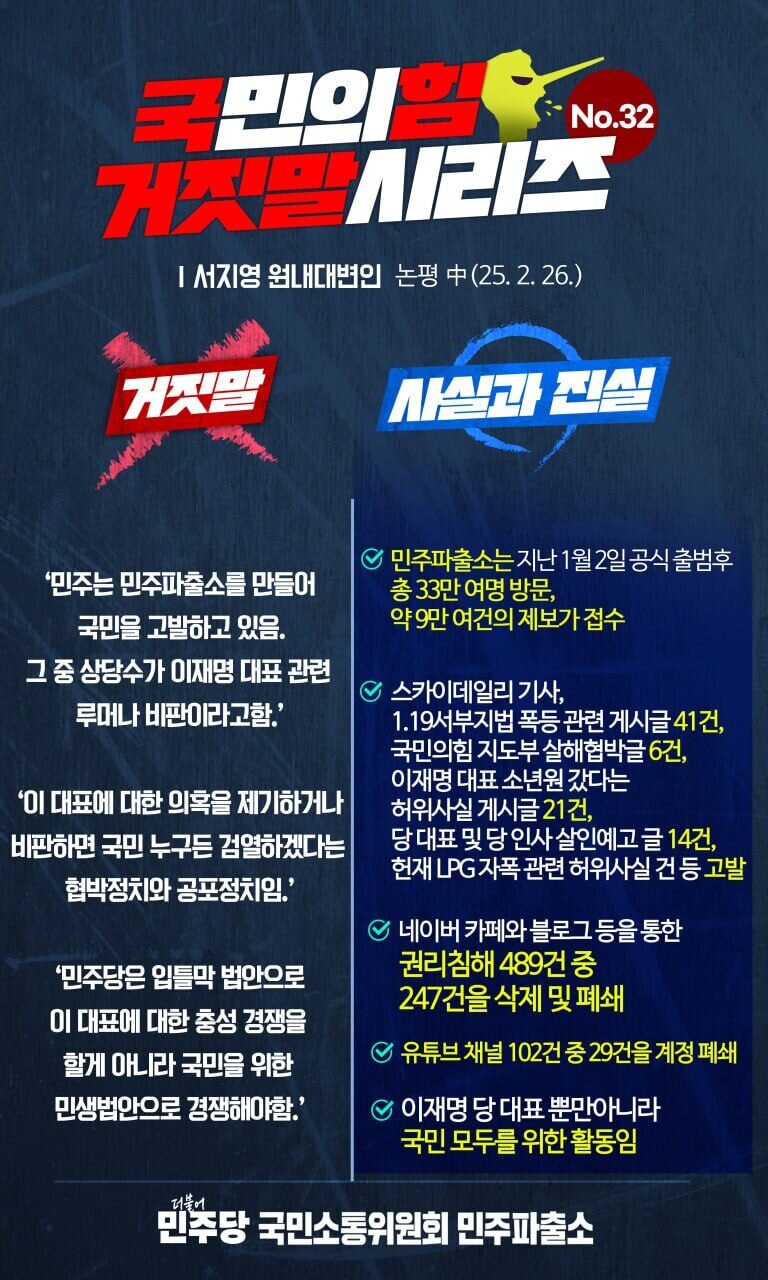 국민의힘
No.32
거짓말시리즈
| 서지영 원내대변인 논평 中 (25. 2. 26.)
거짓말
'민주는 민주파출소를 만들어
국민을 고발하고 있음.
그 중 상당수가 이재명 대표 관련
루머나 비판이라고함.'
'이 대표에 대한 의혹을 제기하거나
비판하면 국민 누구든 검열하겠다는
협박정치와 공포정치임.'
'민주당은 입틀막 법안으로
이 대표에 대한 충성 경쟁을
할게 아니라 국민을 위한
민생법안으로 경쟁해야함.'
사실과 진실
민주파출소는 지난 1월 2일 공식 출범후
총 33만 여명 방문,
약 9만 여건의 제보가 접수
스카이데일리 기사,
1.19서부지법 폭등 관련 게시글 41건,
국민의힘 지도부 살해협박글 6건,
이재명 대표 소년원 갔다는
허위사실 게시글 21건,
당 대표 및 당 인사 살인예고 글 14건,
헌재 LPG 자폭 관련 허위사실 건 등 고발
네이버 카페와 블로그 등을 통한
권리침해 489건 중
247건을 삭제 및 폐쇄
유튜브 채널 102건 중 29건을 계정 폐쇄
이재명 당 대표 뿐만아니라
국민 모두를 위한 활동임
더불어
민주당 국민소통위원회 민주파출소